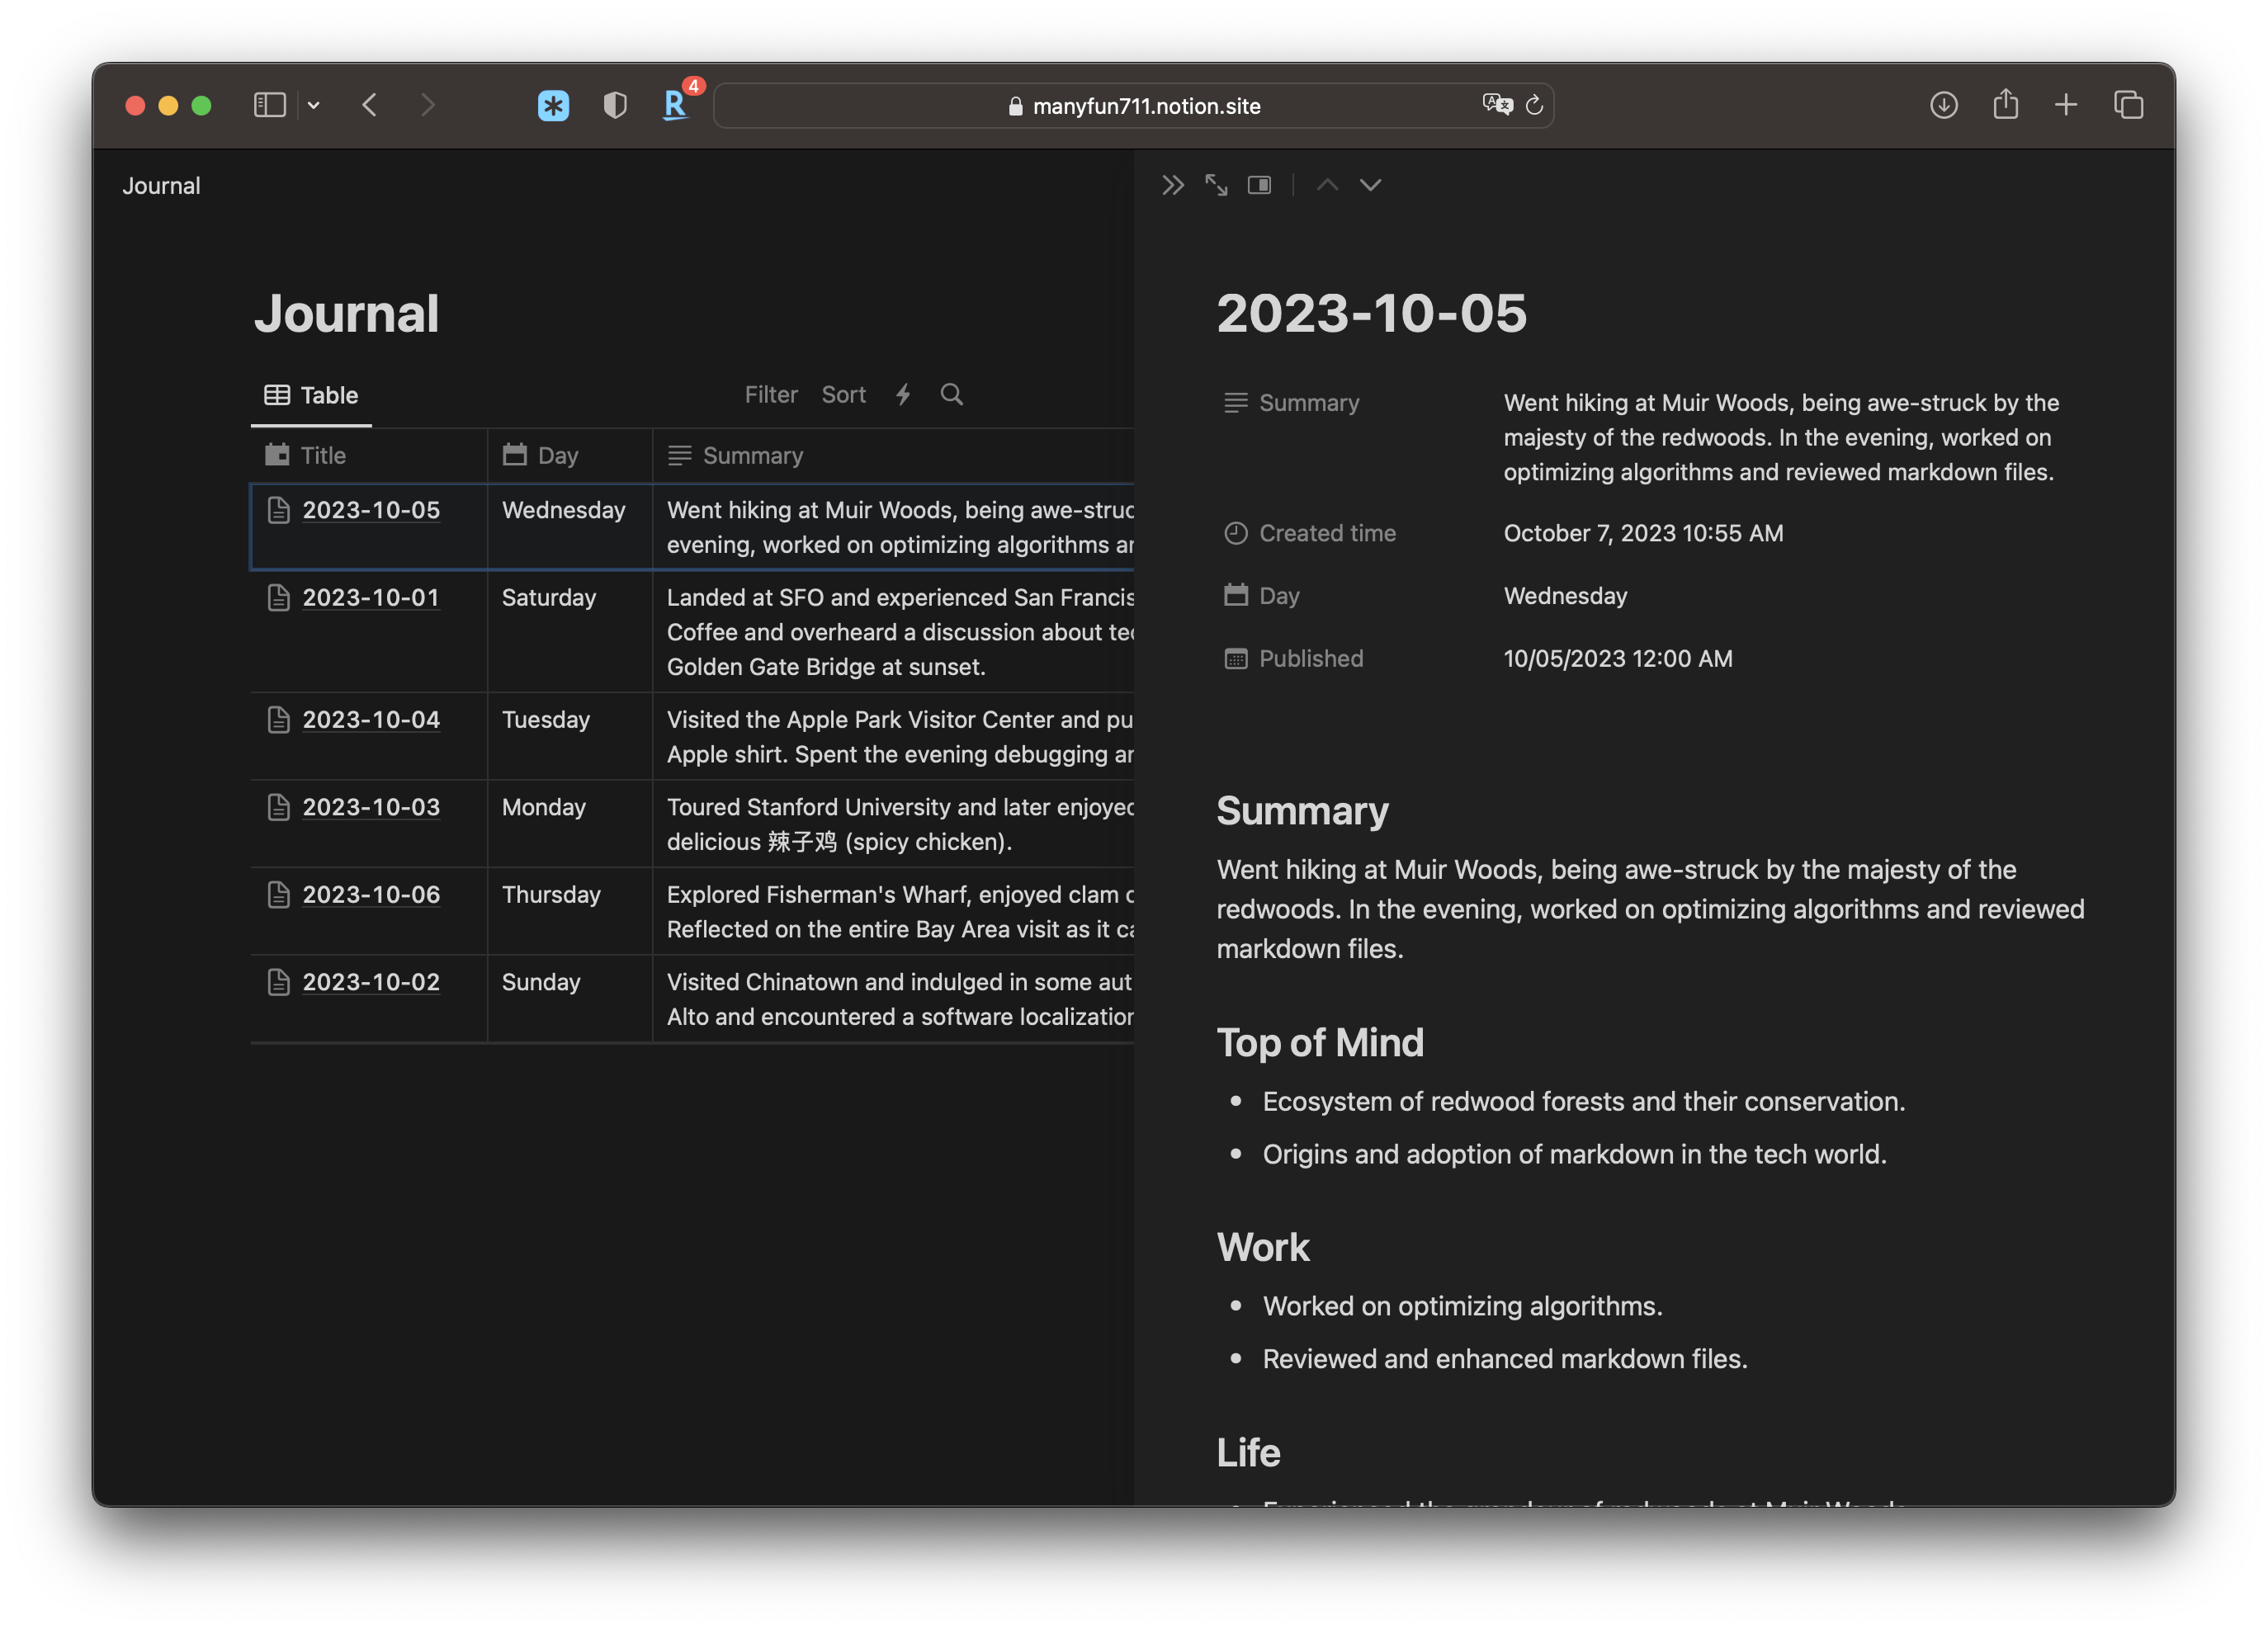 4
manyfun711.notion.site
Journal
Journal
Table
Filter Sort
Title Day Summary
2023-10-05 Wednesday Went hiking at Muir Woods, being awe-struc
evening, worked on optimizing algorithms ar
2023-10-01 Saturday Landed at SFO and experienced San Francis
Coffee and overheard a discussion about tec
Golden Gate Bridge at sunset.
2023-10-04 Tuesday Visited the Apple Park Visitor Center and pu
Apple shirt. Spent the evening debugging ar
2023-10-03 Monday Toured Stanford University and later enjoyed
delicious 辣子鸡 (spicy chicken).
2023-10-06 Thursday Explored Fisherman's Wharf, enjoyed clam c
Reflected on the entire Bay Area visit as it ca
2023-10-02 Sunday Visited Chinatown and indulged in some aut
Alto and encountered a software localization
2023-10-05
Summary Went hiking at Muir Woods, being awe-struck by the
majesty of the redwoods. In the evening, worked on
optimizing algorithms and reviewed markdown files.
Created time October 7, 2023 10:55 AM
Day Wednesday
Published 10/05/2023 12:00 AM
Summary
Went hiking at Muir Woods, being awe-struck by the majesty of the
redwoods. In the evening, worked on optimizing algorithms and reviewed
markdown files.
Top of Mind
• Ecosystem of redwood forests and their conservation.
• Origins and adoption of markdown in the tech world.
Work
• Worked on optimizing algorithms.
• Reviewed and enhanced markdown files.
Life
• Experienced the grandeur of redwoods at Muir Woods